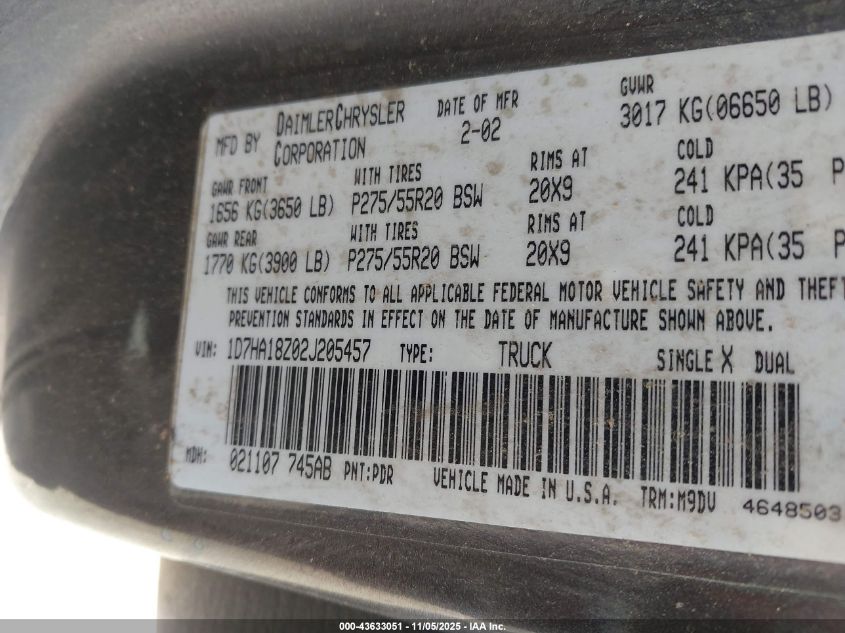 MFD BY DAIMLERCHRYSLER CORPORATION DATE OF MFR 2-02 GVWR 3017 KG(06650 LB)
GAWR FRONT WITH TIRES RIMS AT COLD
1656 KG(3650 LB) P275/55R20 BSW 20X9 241 KPA(35 P
GAWR REAR WITH TIRES RIMS AT COLD
1770 KG(3900 LB) P275/55R20 BSW 20X9 241 KPA(35 P
THIS VEHICLE CONFORMS TO ALL APPLICABLE FEDERAL MOTOR VEHICLE SAFETY AND THEFT
PREVENTION STANDARDS IN EFFECT ON THE DATE OF MANUFACTURE SHOWN ABOVE.
VIN: 1D7HA18Z02J205457 TYPE: TRUCK SINGLE X DUAL
MDH: 021107 745AB PNT:PDR VEHICLE MADE IN U.S.A. TRM:M9DV 4648503
000-43633051 - 11/05/2025 - IAA Inc.